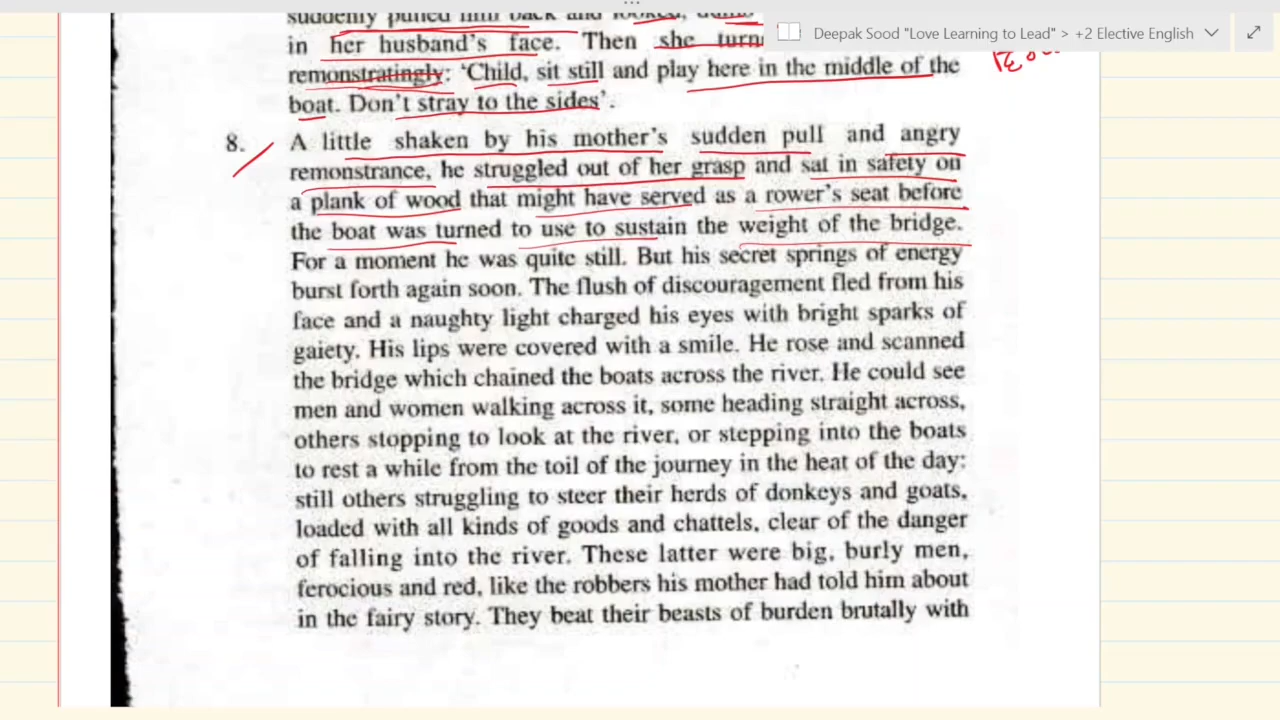 suddenly pulled him back and looked,
Deepak Sood "Love Learning to Lead" > +2 Elective English
in her husband's face. Then she turn
remonstratingly: 'Child, sit still and play here in the middle of the
boat. Don't stray to the sides'.
8. A little shaken by his mother's sudden pull and angry
remonstrance, he struggled out of her grasp and sat in safety on
a plank of wood that might have served as a rower's seat before
the boat was turned to use to sustain the weight of the bridge.
For a moment he was quite still. But his secret springs of energy
burst forth again soon. The flush of discouragement fled from his
face and a naughty light charged his eyes with bright sparks of
gaiety. His lips were covered with a smile. He rose and scanned
the bridge which chained the boats across the river. He could see
men and women walking across it, some heading straight across,
others stopping to look at the river, or stepping into the boats
to rest a while from the toil of the journey in the heat of the day;
still others struggling to steer their herds of donkeys and goats,
loaded with all kinds of goods and chattels, clear of the danger
of falling into the river. These latter were big, burly men,
ferocious and red, like the robbers his mother had told him about
in the fairy story. They beat their beasts of burden brutally with